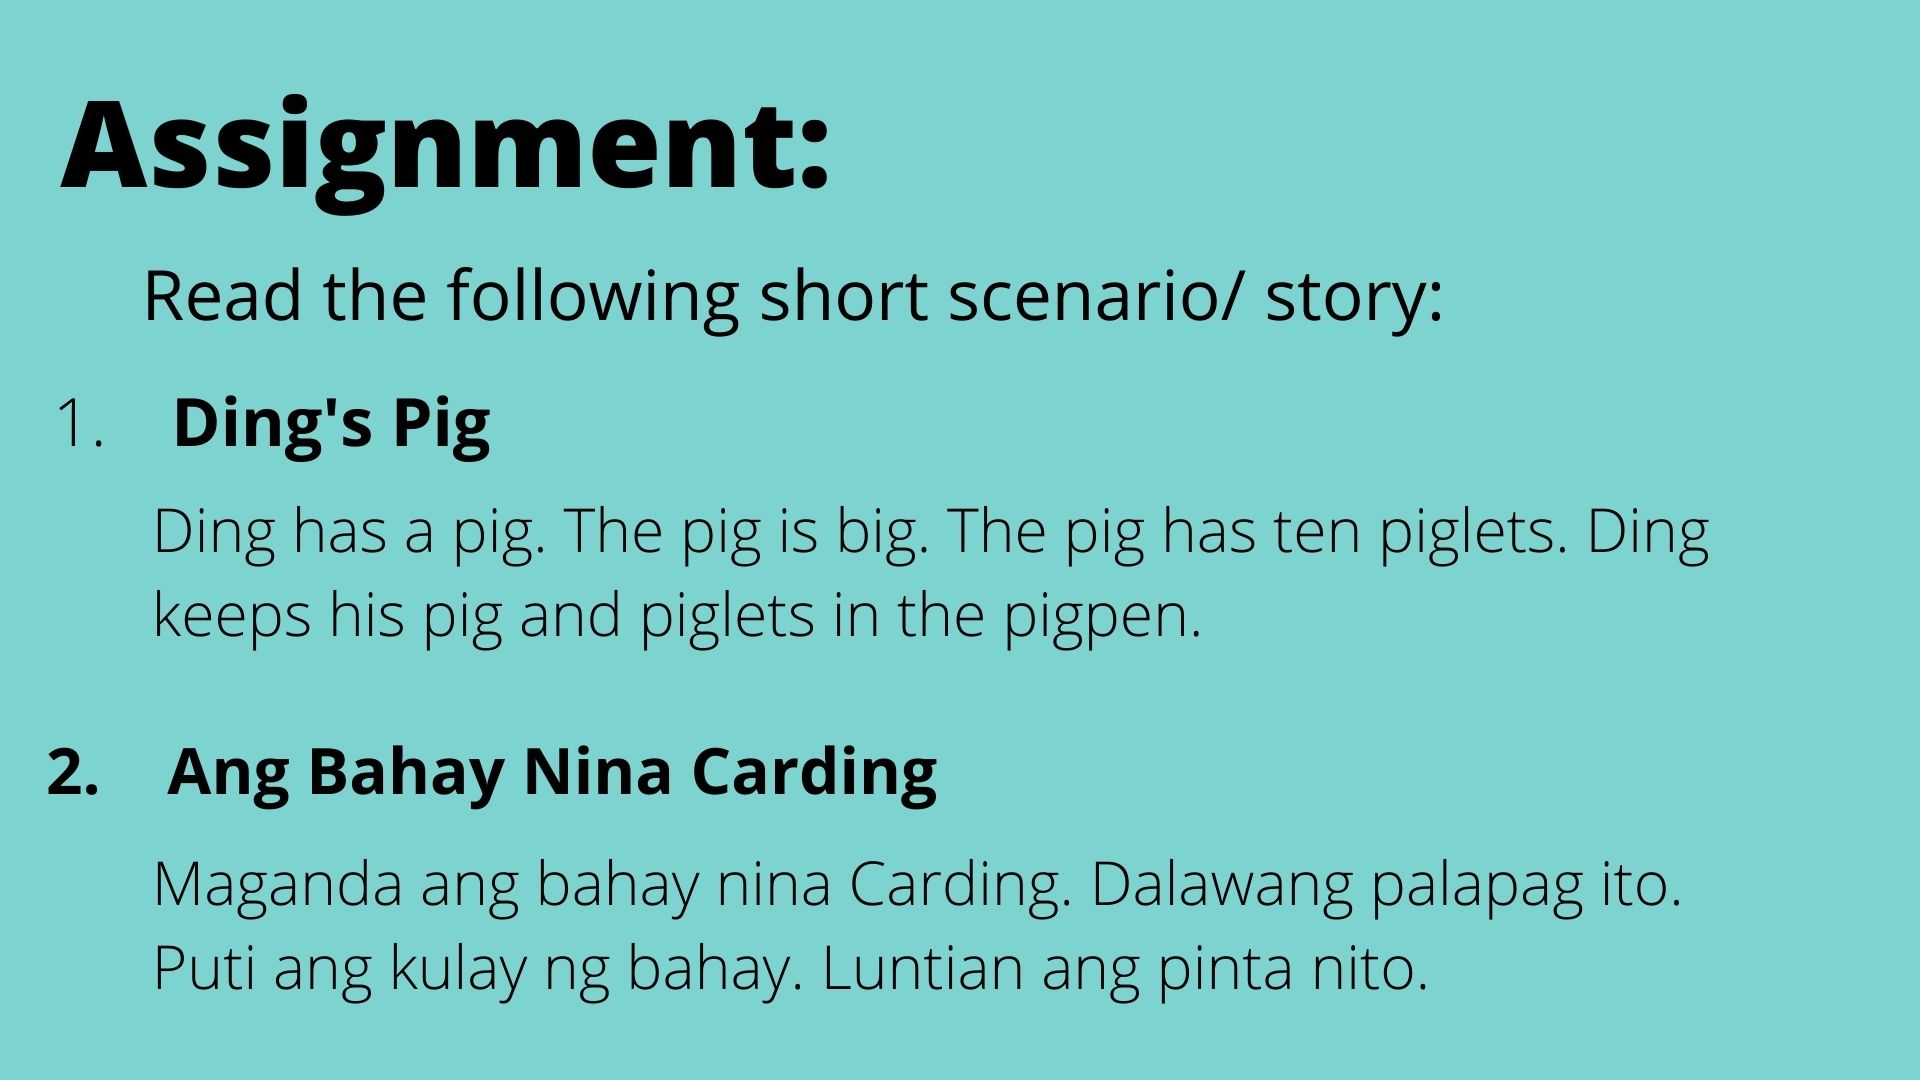 Assignment:
Read the following short scenario/ story:
1. Ding's Pig
Ding has a pig. The pig is big. The pig has ten piglets. Ding
keeps his pig and piglets in the pigpen.
2. Ang Bahay Nina Carding
Maganda ang bahay nina Carding. Dalawang palapag ito.
Puti ang kulay ng bahay. Luntian ang pinta nito.